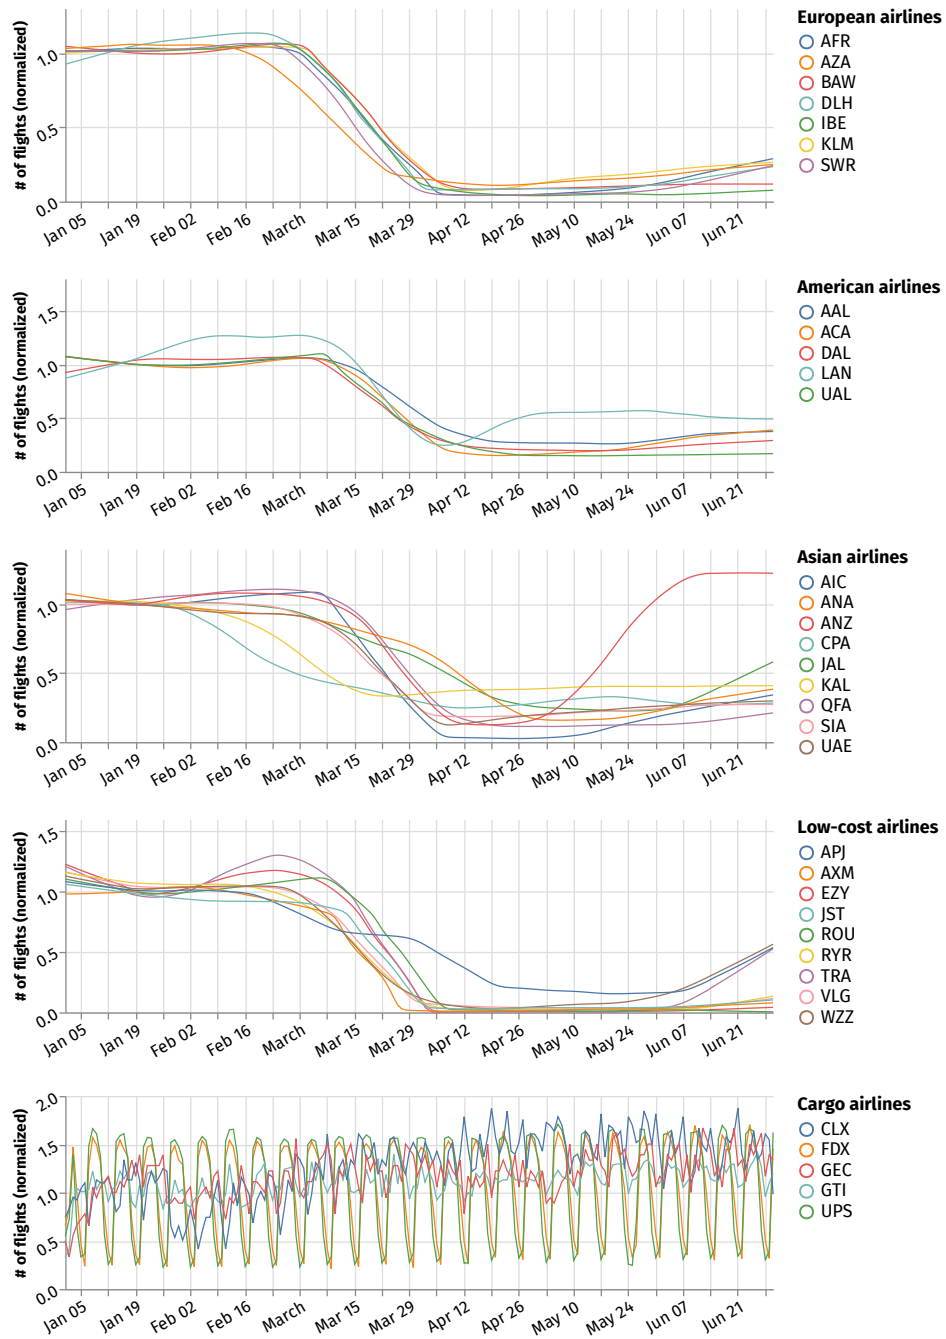 European airlines
AFR
AZA
BAW
DLH
IBE
KLM
SWR
# of flights (normalized)
1.0
0.5
0.0
Jan 05
Jan 19
Feb 02
Feb 16
March
Mar 15
Mar 29
Apr 12
Apr 26
May 10
May 24
Jun 07
Jun 21
American airlines
AAL
ACA
DAL
LAN
UAL
# of flights (normalized)
1.5
1.0
0.5
0.0
Jan 05
Jan 19
Feb 02
Feb 16
March
Mar 15
Mar 29
Apr 12
Apr 26
May 10
May 24
Jun 07
Jun 21
Asian airlines
AIC
ANA
ANZ
CPA
JAL
KAL
QFA
SIA
UAE
# of flights (normalized)
1.0
0.5
0.0
Jan 05
Jan 19
Feb 02
Feb 16
March
Mar 15
Mar 29
Apr 12
Apr 26
May 10
May 24
Jun 07
Jun 21
Low-cost airlines
APJ
AXM
EZY
JST
ROU
RYR
TRA
VLG
WZZ
# of flights (normalized)
1.5
1.0
0.5
0.0
Jan 05
Jan 19
Feb 02
Feb 16
March
Mar 15
Mar 29
Apr 12
Apr 26
May 10
May 24
Jun 07
Jun 21
Cargo airlines
CLX
FDX
GEC
GTI
UPS
# of flights (normalized)
2.0
1.5
1.0
0.5
0.0
Jan 05
Jan 19
Feb 02
Feb 16
March
Mar 15
Mar 29
Apr 12
Apr 26
May 10
May 24
Jun 07
Jun 21